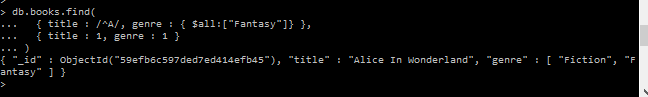 > db.books.find(
... { title : /^A/, genre : { $all:["Fantasy"]} },
... { title : 1, genre : 1 }
... )
{ "_id" : ObjectId("59efb6c597ded7ed414efb45"), "title" : "Alice In Wonderland", "genre" : [ "Fiction", "F
antasy" ] }
>